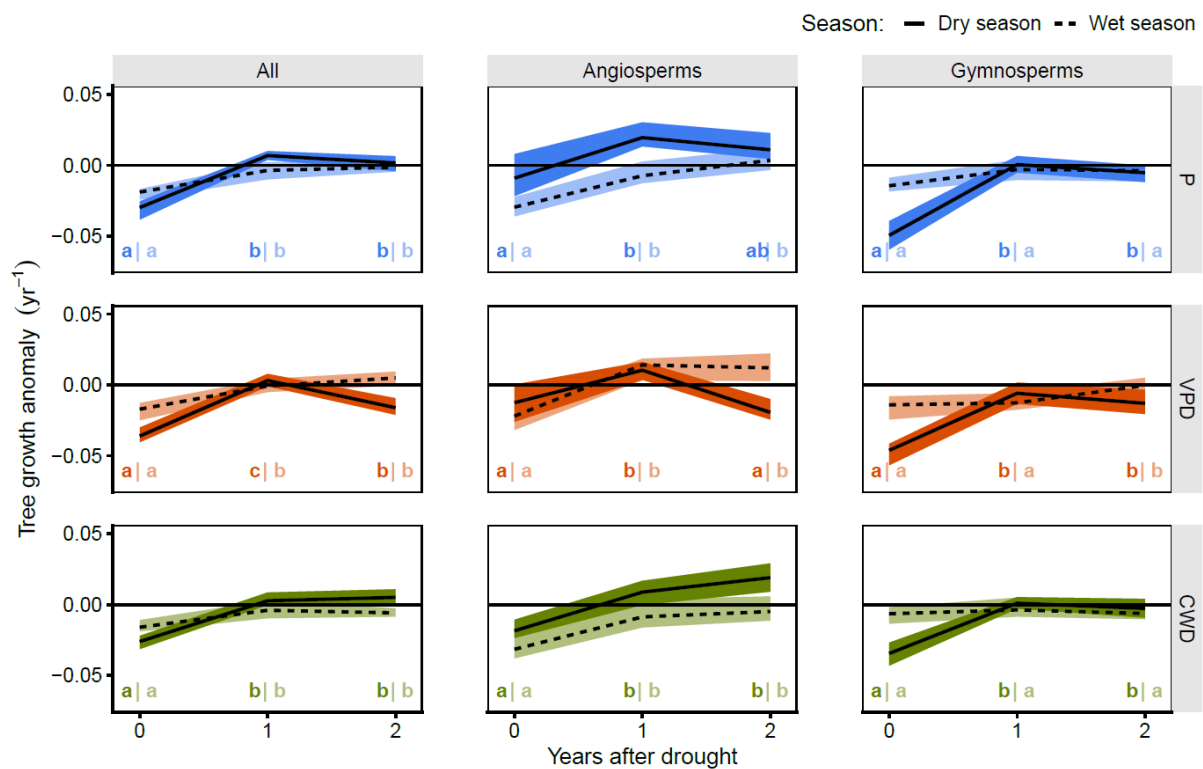 Season: Dry season Wet season
All Angiosperms Gymnosperms
Tree growth anomaly (yr⁻¹)
0.05
0.00
−0.05
a| a b| b b| b
a| a b| b ab| b
a| a b| a b| a
P
0.05
0.00
−0.05
a| a c| b b| b
a| a b| b a| b
a| a b| a b| a
VPD
0.05
0.00
−0.05
a| a b| b b| b
a| a b| b b| b
a| a b| a b| a
CWD
0 1 2
0 1 2
0 1 2
Years after drought